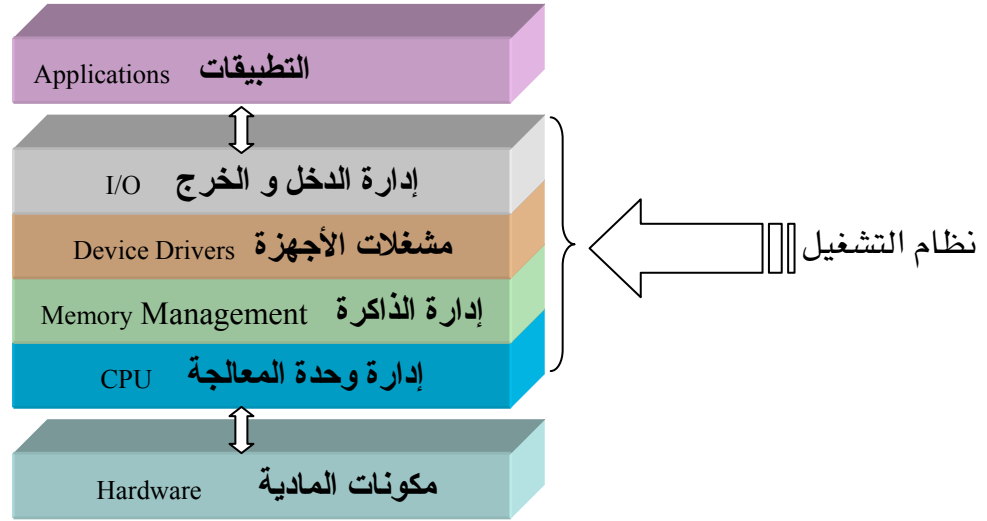 التطبيقات Applications
إدارة الدخل و الخرج I/O
مشغلات الأجهزة Device Drivers
إدارة الذاكرة Memory Management
إدارة وحدة المعالجة CPU
مكونات المادية Hardware
نظام التشغيل